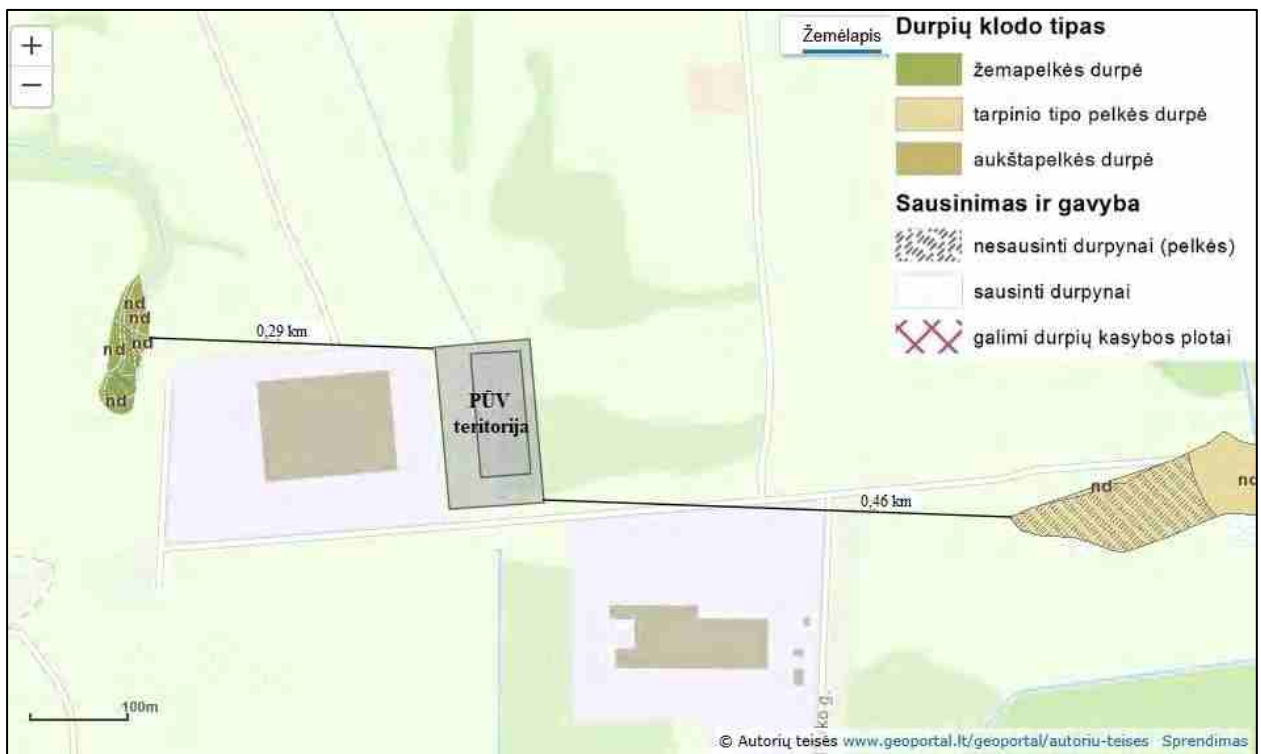 +
−
Žemėlapis
Durpių klodo tipas
žemapelkės durpė
tarpinio tipo pelkės durpė
aukštapelkės durpė
Sausinimas ir gavyba
nesausinti durpynai (pelkės)
sausinti durpynai
galimi durpių kasybos plotai
nd
nd
nd
nd
nd
0,29 km
PŪV
teritorija
0,46 km
nd
nd
100m
ko g.
© Autorių teisės www.geoportal.lt/geoportal/autoriu-teises Sprendimas